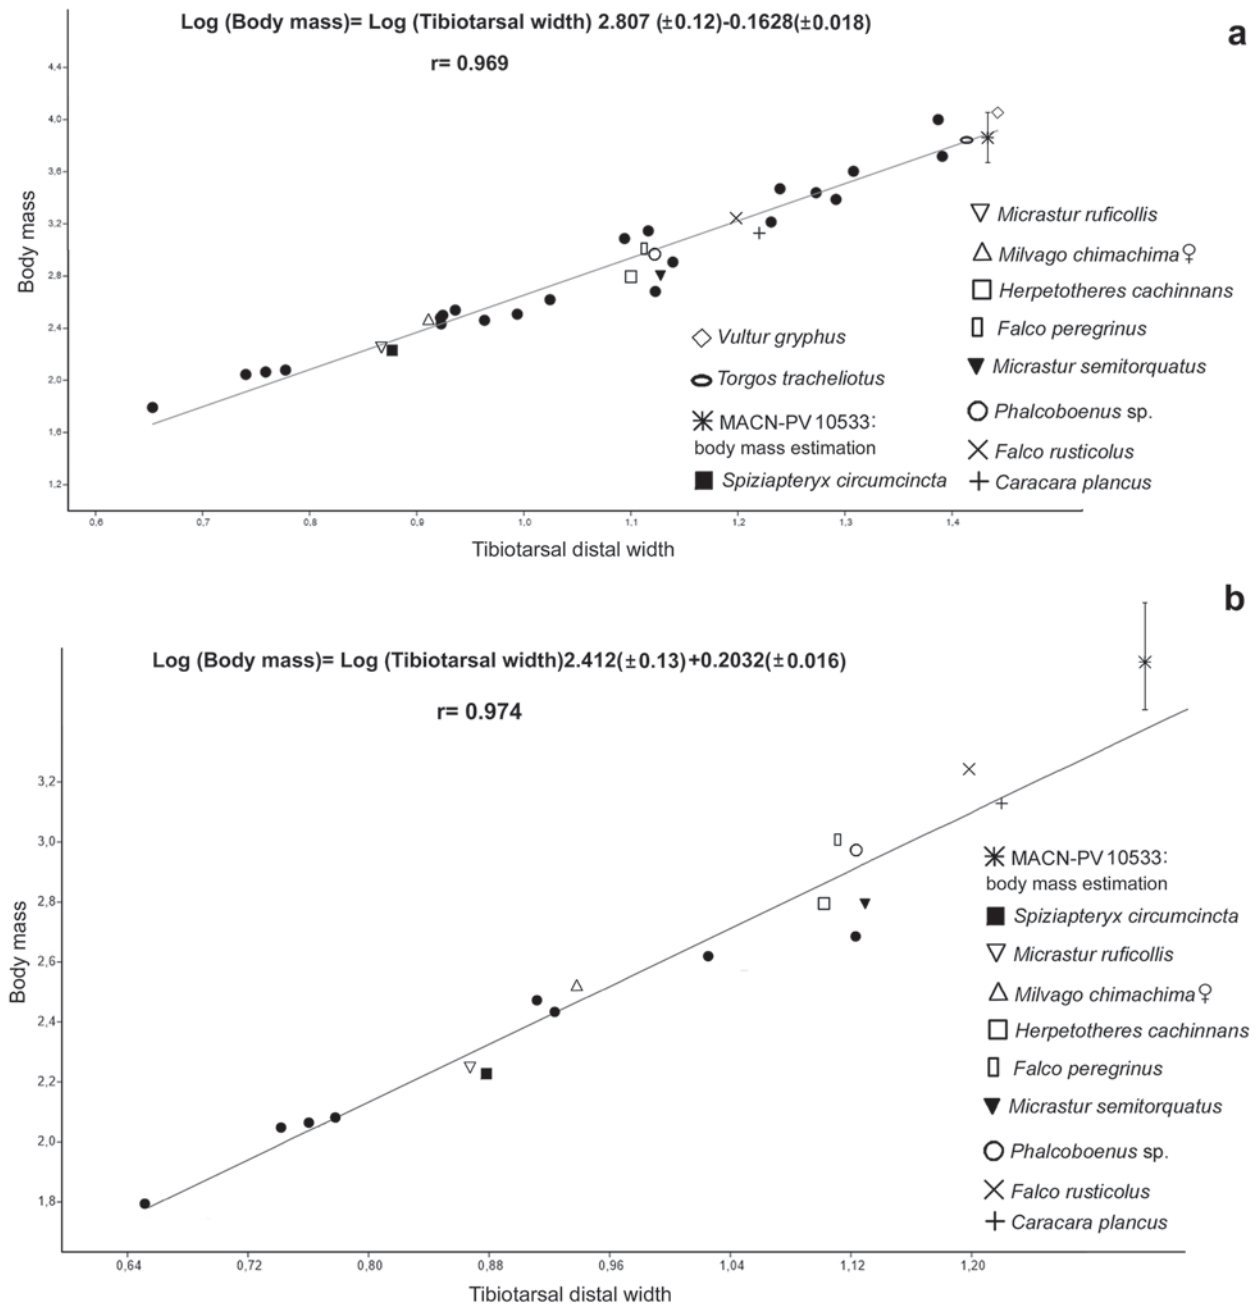 a
Log (Body mass)= Log (Tibiotarsal width) 2.807 (±0.12)-0.1628(±0.018)
r= 0.969
4,4
4.0
3.6
3,2
2.8
2.4
2.0
1,6
1,2
Body mass
0,6 0,7 0,8 0,9 1,0 1,1 1,2 1,3 1,4
Tibiotarsal distal width
Vultur gryphus
Torgos tracheliotus
MACN-PV 10533:
body mass estimation
Spiziapteryx circumcincta
Micrastur ruficollis
Milvago chimachima♀
Herpetotheres cachinnans
Falco peregrinus
Micrastur semitorquatus
Phalcoboenus sp.
Falco rusticolus
Caracara plancus
b
Log (Body mass)= Log (Tibiotarsal width)2.412(±0.13)+0.2032(±0.016)
r= 0.974
3,2
3,0
2,8
2,6
2,4
2,2
2,0
1,8
Body mass
0,64 0,72 0,80 0,88 0,96 1,04 1,12 1,20
Tibiotarsal distal width
MACN-PV 10533:
body mass estimation
Spiziapteryx circumcincta
Micrastur ruficollis
Milvago chimachima♀
Herpetotheres cachinnans
Falco peregrinus
Micrastur semitorquatus
Phalcoboenus sp.
Falco rusticolus
Caracara plancus